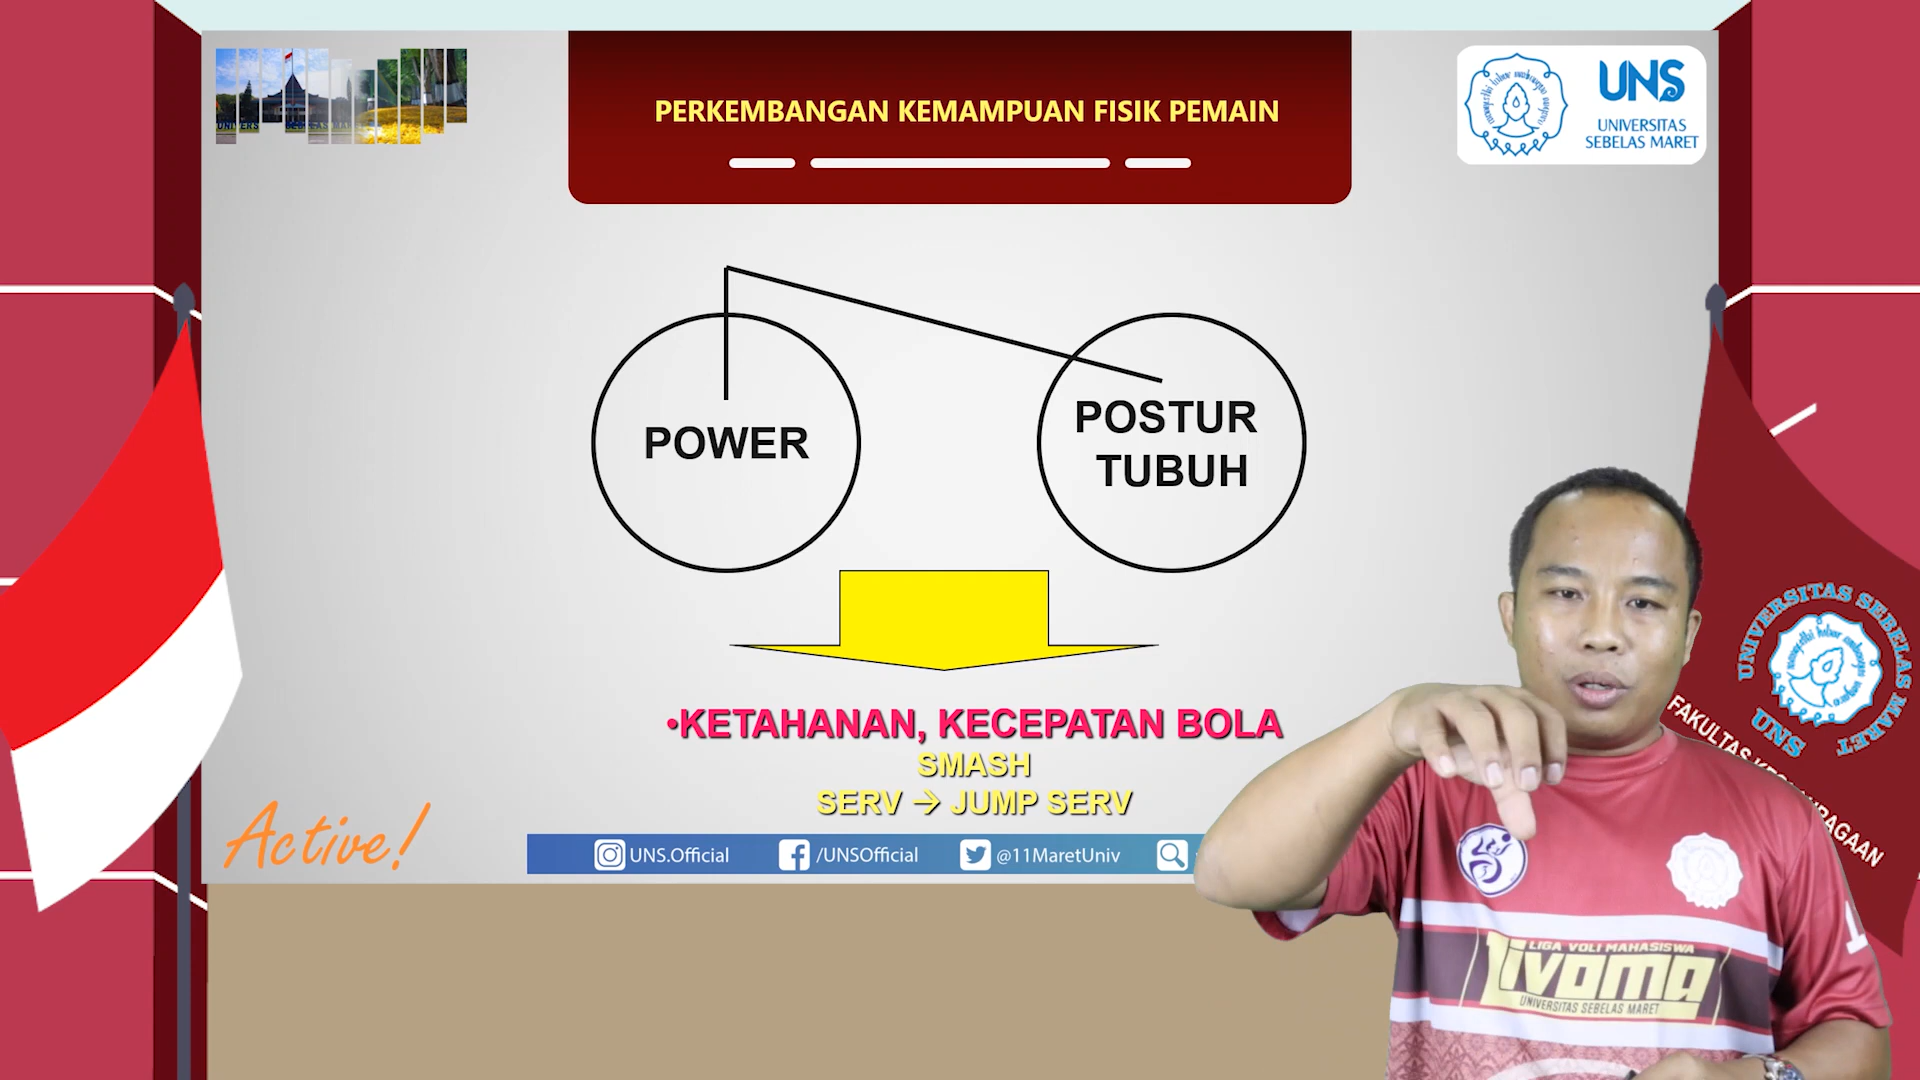 PERKEMBANGAN KEMAMPUAN FISIK PEMAIN
UNS
UNIVERSITAS
SEBELAS MARET
POWER
POSTUR
TUBUH
•KETAHANAN, KECEPATAN BOLA
SMASH
SERV → JUMP SERV
Active!
UNS.Official
/UNSOfficial
@11MaretUniv
UNIVERSITAS SEBELAS MARET
UNS
FAKULTAS
LIGA VOLI MAHASISWA
Livoma
UNIVERSITAS SEBELAS MARET